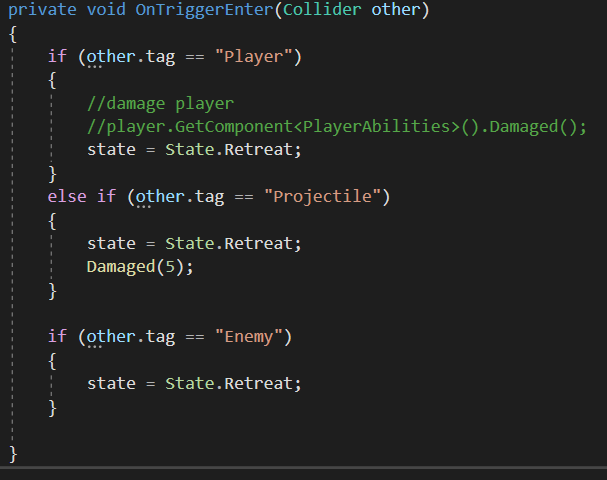 private void OnTriggerEnter(Collider other)
{
if (other.tag == "Player")
{
//damage player
//player.GetComponent<PlayerAbilities>().Damaged();
state = State.Retreat;
}
else if (other.tag == "Projectile")
{
state = State.Retreat;
Damaged(5);
}
if (other.tag == "Enemy")
{
state = State.Retreat;
}
}